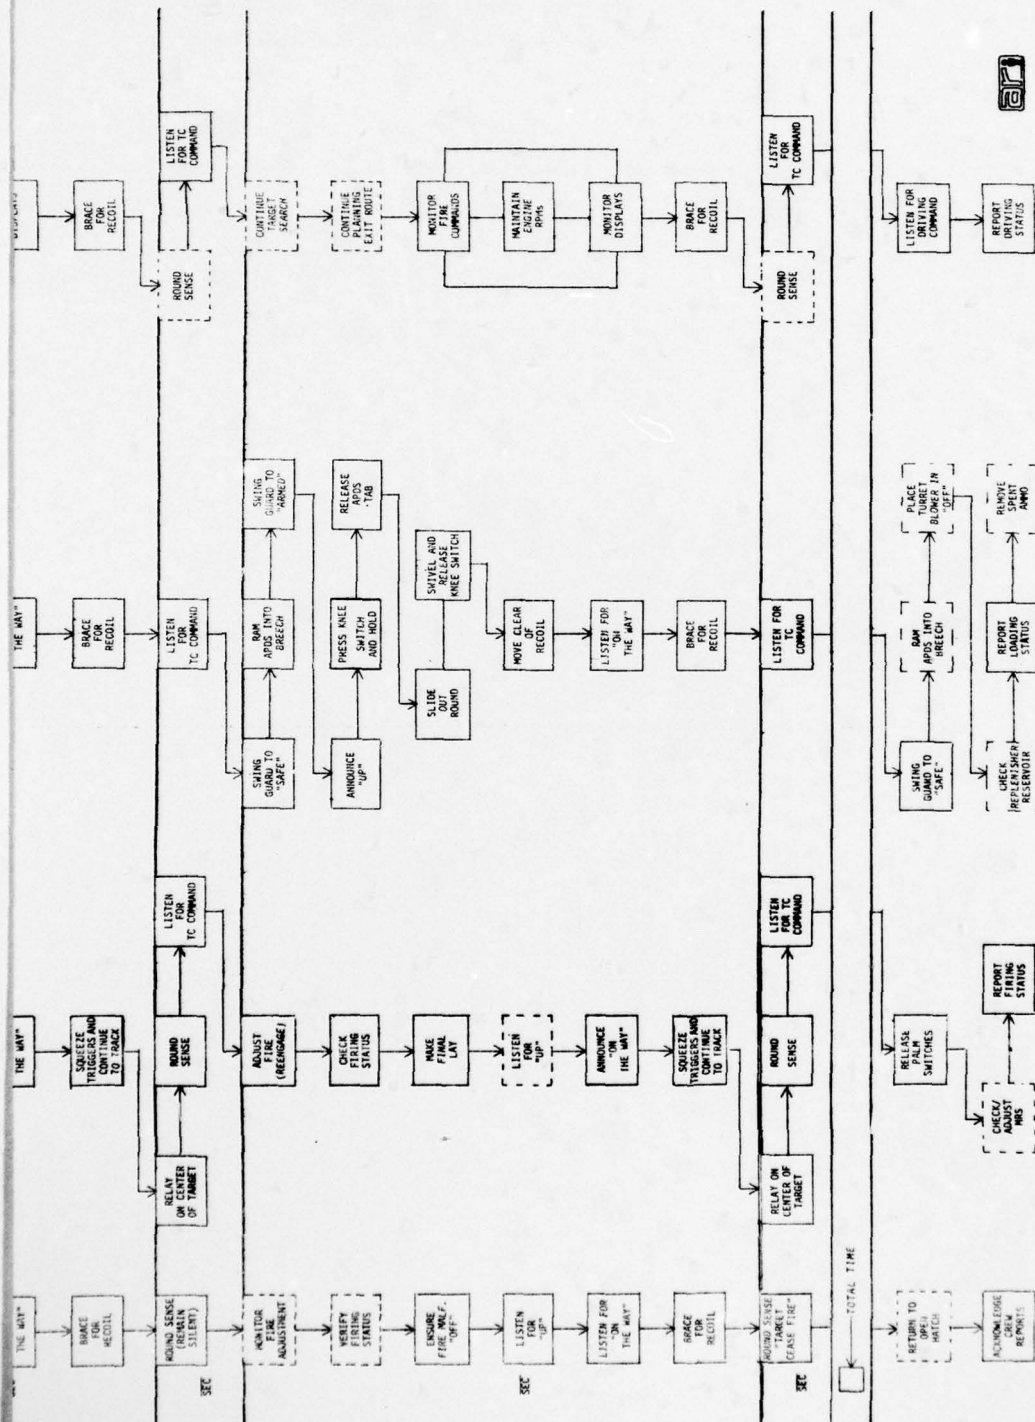 THE WAY"
BRACE
FOR
RECOIL
ROUND SENSE
(REMAIN
SILENT)
SEC
MONITOR
FIRE
ADJUSTMENT
VERIFY
FIRING
STATUS
ENSURE
FIRE MALF.
"OFF"
LISTEN
FOR
"UP"
SEC
LISTEN FOR
"ON
THE WAY"
BRACE
FOR
RECOIL
ROUND SENSE
"TARGET
CEASE FIRE"
SEC
TOTAL TIME
RETURN TO
OPEN
HATCH
ACKNOWLEDGE
CREW
REPORTS
THE WAY"
SQUEEZE
TRIGGERS AND
CONTINUE
TO TRACK
RELAY
ON CENTER
OF TARGET
ROUND
SENSE
LISTEN
FOR
TC COMMAND
ADJUST
FIRE
(REENGAGE)
CHECK
FIRING
STATUS
MAKE
FINAL
LAY
LISTEN
FOR
"UP"
ANNOUNCE
"ON
THE WAY"
SQUEEZE
TRIGGERS AND
CONTINUE
TO TRACK
RELAY ON
CENTER OF
TARGET
ROUND
SENSE
LISTEN
FOR TC
COMMAND
RELEASE
PALM
SWITCHES
CHECK/
ADJUST
MRS
REPORT
FIRING
STATUS
THE WAY"
BRACE
FOR
RECOIL
LISTEN
FOR
TC COMMAND
SWING
GUARD TO
"SAFE"
RAM
APDS INTO
BREECH
SWING
GUARD TO
"ARMED"
ANNOUNCE
"UP"
PRESS KNEE
SWITCH
AND HOLD
RELEASE
APDS
TAB
SLIDE
OUT
ROUND
SWIVEL AND
RELEASE
KNEE SWITCH
MOVE CLEAR
OF
RECOIL
LISTEN FOR
"ON
THE WAY"
BRACE
FOR
RECOIL
LISTEN FOR
TC
COMMAND
SWING
GUARD TO
"SAFE"
RAM
APDS INTO
BREECH
PLACE
TURRET
BLOWER IN
"OFF"
CHECK
REPLENISHER
RESERVOIR
REPORT
LOADING
STATUS
REMOVE
SPENT
AMMO
DISPLAYS
BRACE
FOR
RECOIL
ROUND
SENSE
LISTEN
FOR TC
COMMAND
CONTINUE
TARGET
SEARCH
CONTINUE
PLANNING
EXIT ROUTE
MONITOR
FIRE
COMMANDS
MAINTAIN
ENGINE
RPMs
MONITOR
DISPLAYS
BRACE
FOR
RECOIL
ROUND
SENSE
LISTEN
FOR
TC COMMAND
LISTEN FOR
DRIVING
COMMAND
REPORT
DRIVING
STATUS
ari